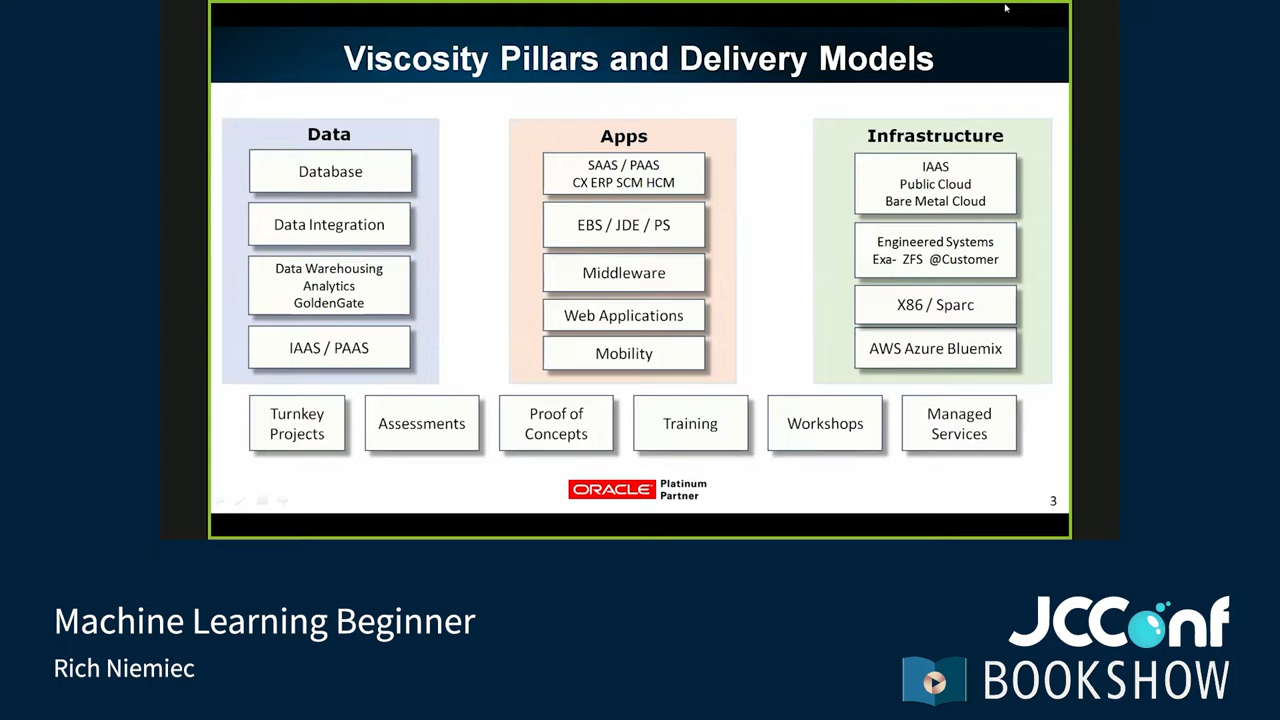 Viscosity Pillars and Delivery Models
Data
Database
Data Integration
Data Warehousing
Analytics
GoldenGate
IAAS / PAAS
Apps
SAAS / PAAS
CX ERP SCM HCM
EBS / JDE / PS
Middleware
Web Applications
Mobility
Infrastructure
IAAS
Public Cloud
Bare Metal Cloud
Engineered Systems
Exa- ZFS @Customer
X86 / Sparc
AWS Azure Bluemix
Turnkey
Projects
Assessments
Proof of
Concepts
Training
Workshops
Managed
Services
ORACLE
Platinum
Partner
3
Machine Learning Beginner
Rich Niemiec
JCConf
BOOKSHOW